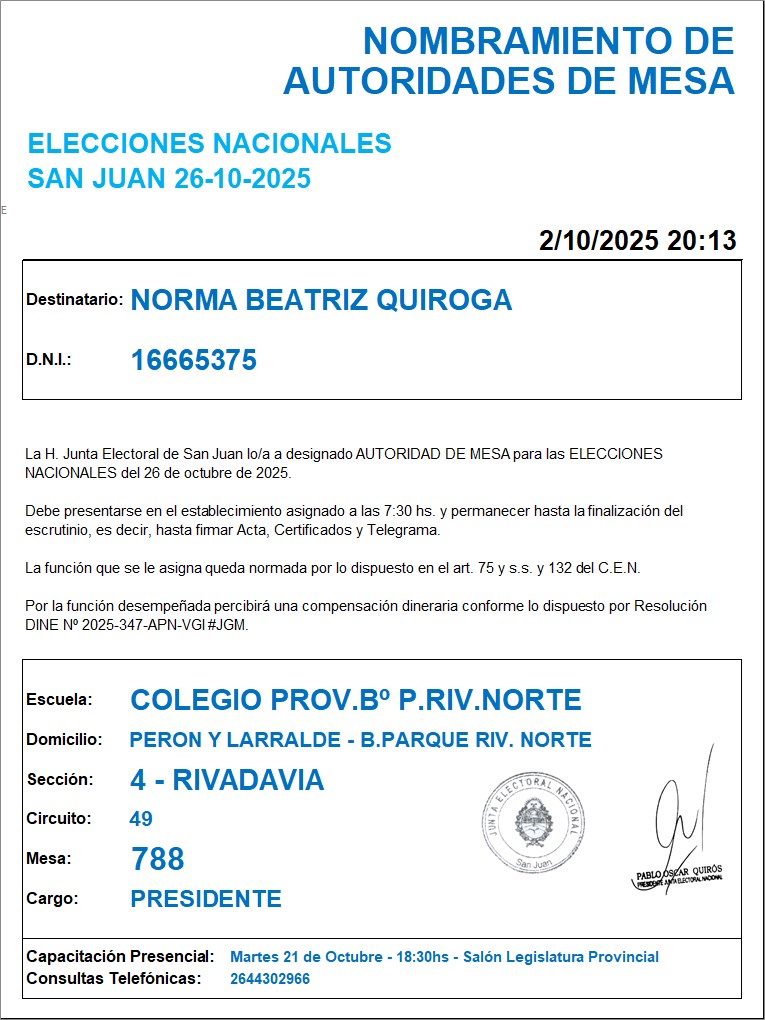 NOMBRAMIENTO DE
AUTORIDADES DE MESA
ELECCIONES NACIONALES
SAN JUAN 26-10-2025
E
2/10/2025 20:13
Destinatario: NORMA BEATRIZ QUIROGA
D.N.I.: 16665375
La H. Junta Electoral de San Juan lo/a a designado AUTORIDAD DE MESA para las ELECCIONES
NACIONALES del 26 de octubre de 2025.
Debe presentarse en el establecimiento asignado a las 7:30 hs. y permanecer hasta la finalización del
escrutinio, es decir, hasta firmar Acta, Certificados y Telegrama.
La función que se le asigna queda normada por lo dispuesto en el art. 75 y s.s. y 132 del C.E.N.
Por la función desempeñada percibirá una compensación dineraria conforme lo dispuesto por Resolución
DINE Nº 2025-347-APN-VGI#JGM.
Escuela: COLEGIO PROV.Bº P.RIV.NORTE
Domicilio: PERON Y LARRALDE - B.PARQUE RIV. NORTE
Sección: 4 - RIVADAVIA
Circuito: 49
Mesa: 788
Cargo: PRESIDENTE
JUNTA ELECTORAL NACIONAL
San Juan
PABLO OSCAR QUIRÓS
PRESIDENTE JUNTA ELECTORAL NACIONAL
Capacitación Presencial: Martes 21 de Octubre - 18:30hs - Salón Legislatura Provincial
Consultas Telefónicas: 2644302966